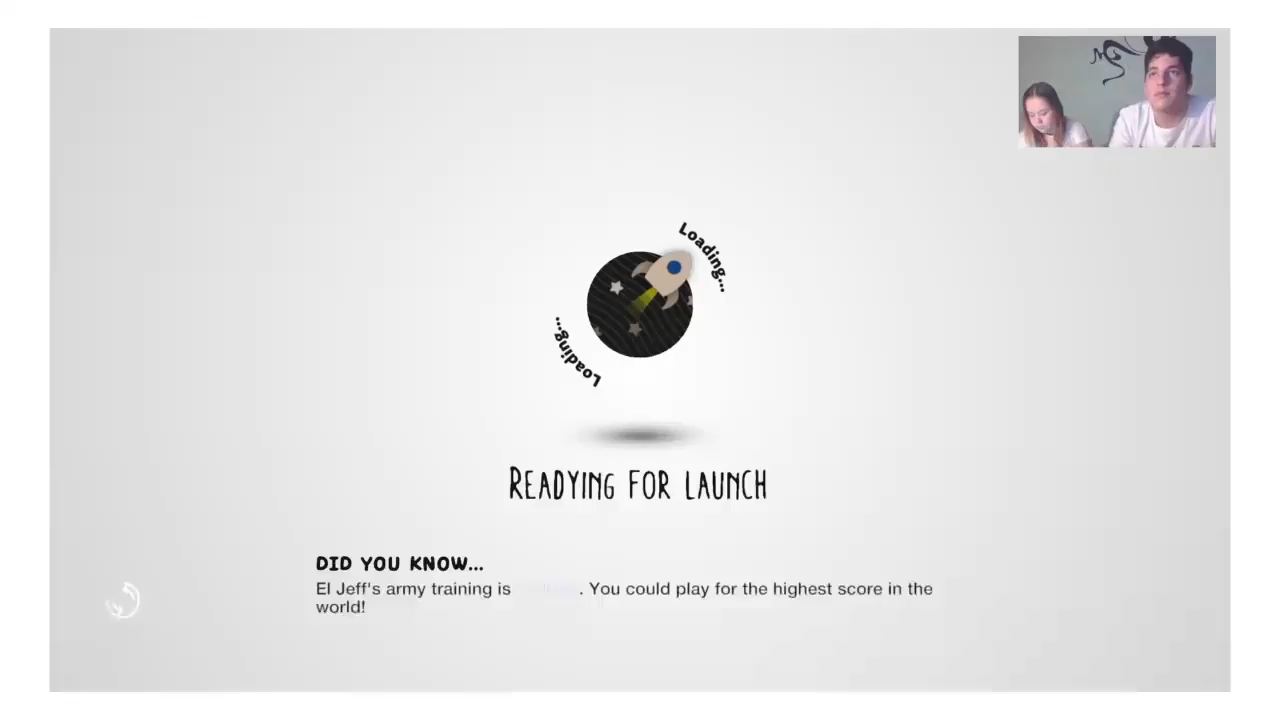 Loading...
Loading...
READYING FOR LAUNCH
DID YOU KNOW...
El Jeff's army training is . You could play for the highest score in the
world!